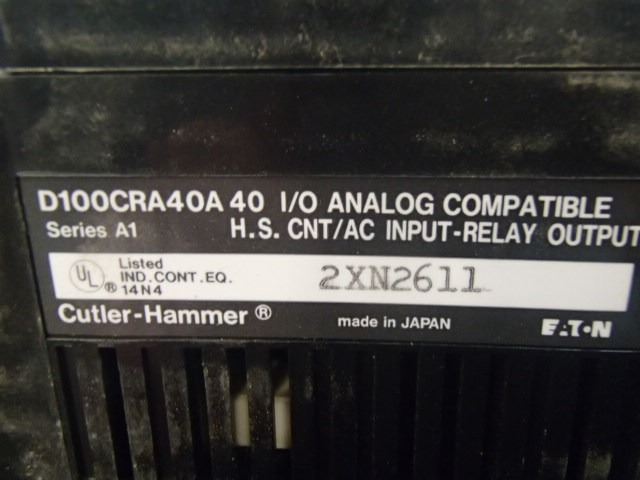 D100CRA40A 40 I/O ANALOG COMPATIBLE
Series A1 H.S. CNT/AC INPUT-RELAY OUTPUT
UL® Listed
IND.CONT.EQ.
14N4
2XN2611
Cutler-Hammer® made in JAPAN EATON